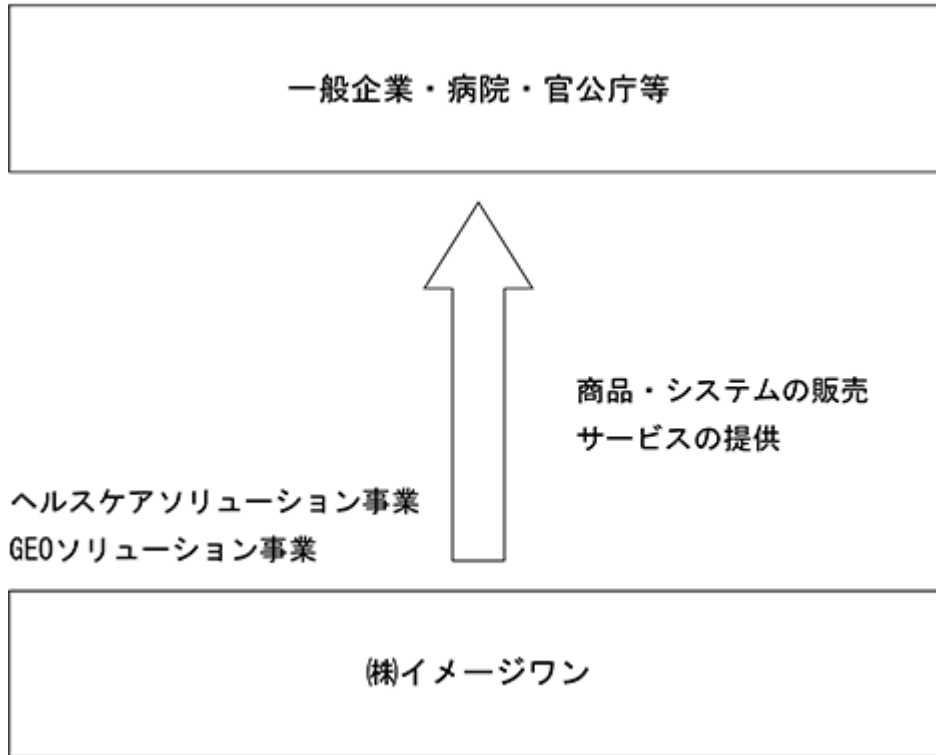 一般企業・病院・官公庁等
商品・システムの販売
サービスの提供
ヘルスケアソリューション事業
GEOソリューション事業
㈱イメージワン